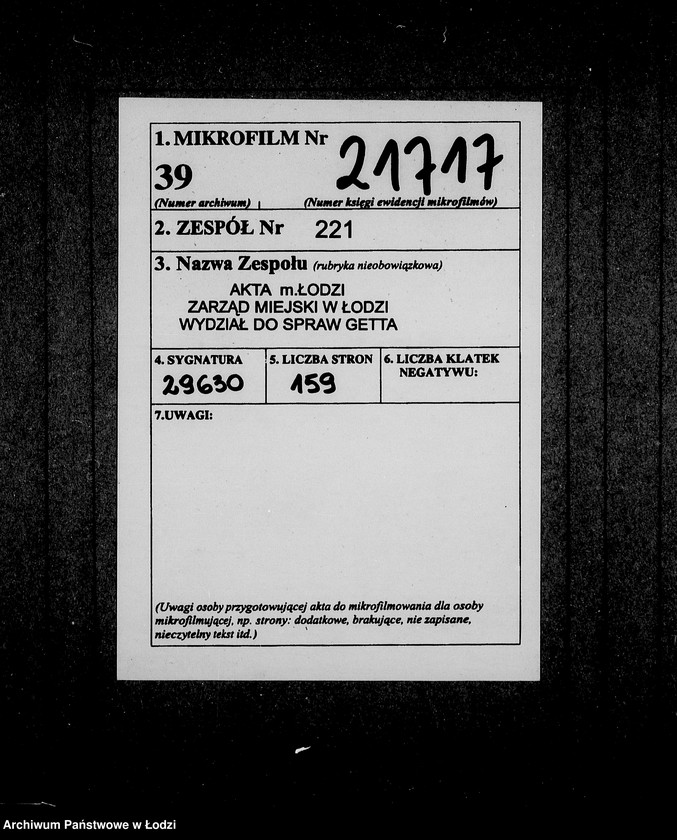 1. MIKROFILM Nr
39 21717
(Numer archiwum) (Numer księgi ewidencji mikrofilmów)
2. ZESPÓŁ Nr 221
3. Nazwa Zespołu (rubryka nieobowiązkowa)
AKTA m.ŁODZI
ZARZĄD MIEJSKI W ŁODZI
WYDZIAŁ DO SPRAW GETTA
4. SYGNATURA 5. LICZBA STRON 6. LICZBA KLATEK
NEGATYWU:
29630 159
7.UWAGI:
(Uwagi osoby przygotowującej akta do mikrofilmowania dla osoby
mikrofilmującej, np. strony: dodatkowe, brakujące, nie zapisane,
nieczytelny tekst itd.)
Archiwum Państwowe w Łodzi